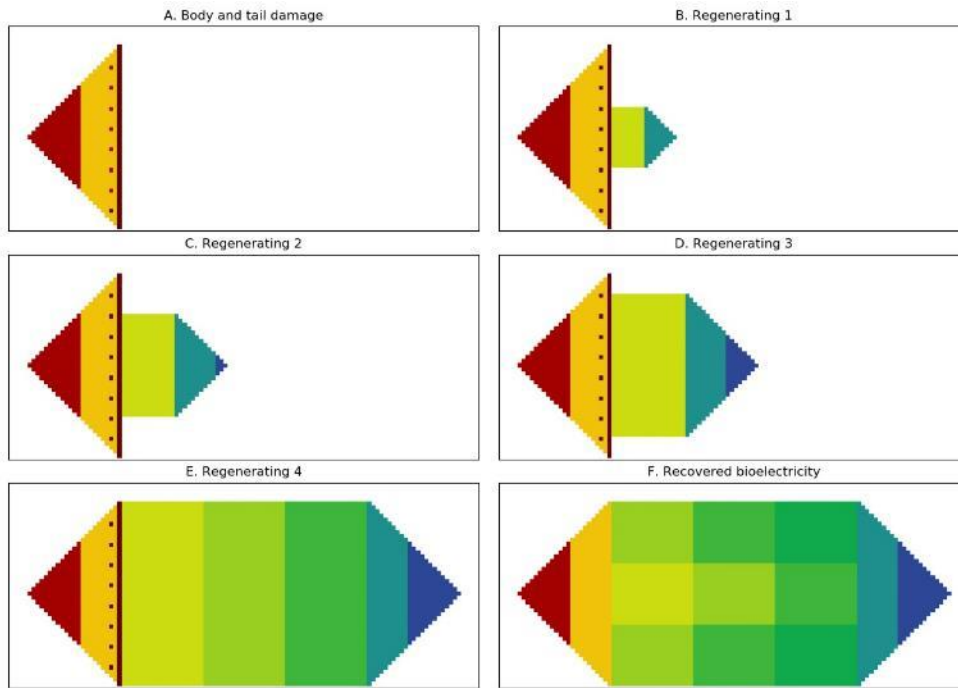 A. Body and tail damage
B. Regenerating 1
C. Regenerating 2
D. Regenerating 3
E. Regenerating 4
F. Recovered bioelectricity